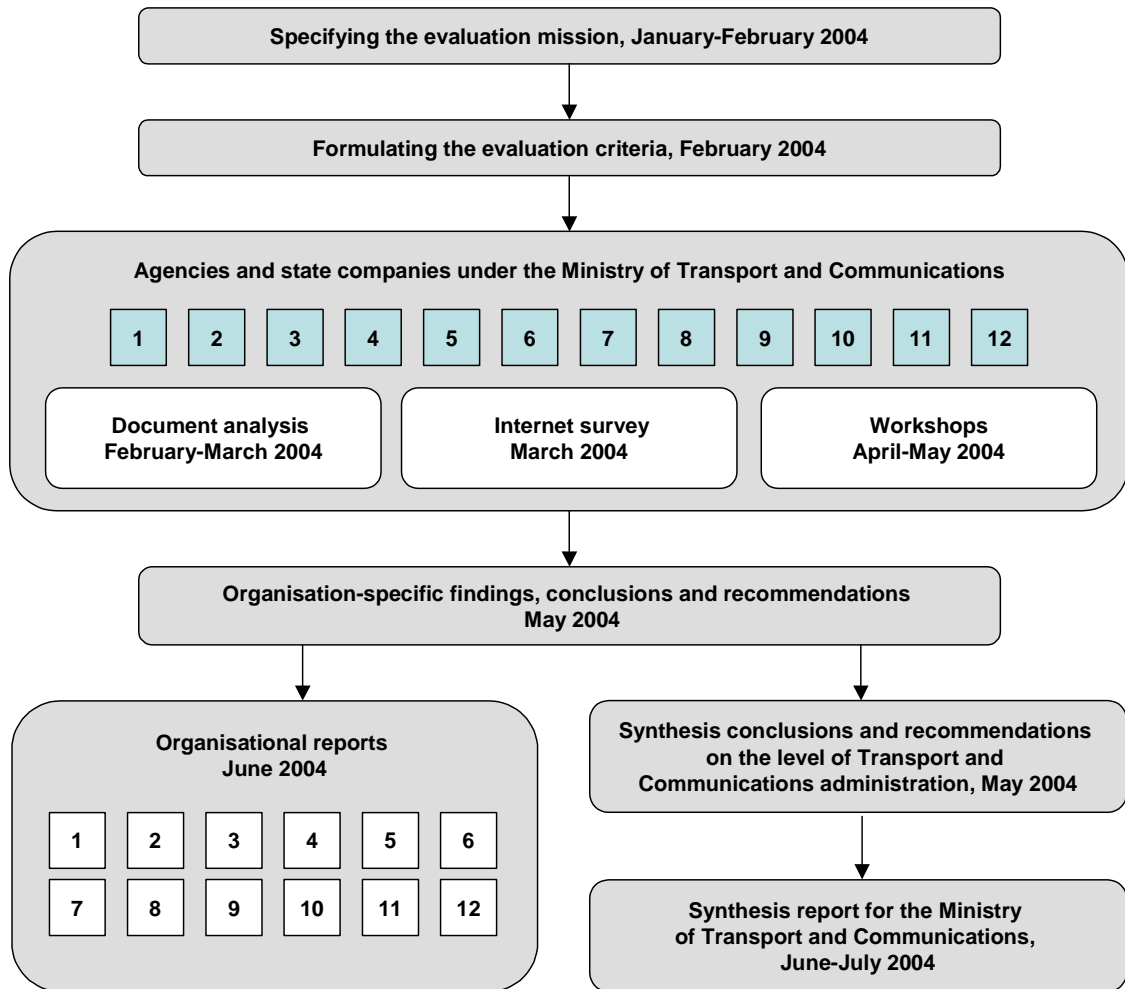 Specifying the evaluation mission, January-February 2004
Formulating the evaluation criteria, February 2004
Agencies and state companies under the Ministry of Transport and Communications
1 2 3 4 5 6 7 8 9 10 11 12
Document analysis
February-March 2004
Internet survey
March 2004
Workshops
April-May 2004
Organisation-specific findings, conclusions and recommendations
May 2004
Organisational reports
June 2004
1 2 3 4 5 6
7 8 9 10 11 12
Synthesis conclusions and recommendations
on the level of Transport and
Communications administration, May 2004
Synthesis report for the Ministry
of Transport and Communications,
June-July 2004